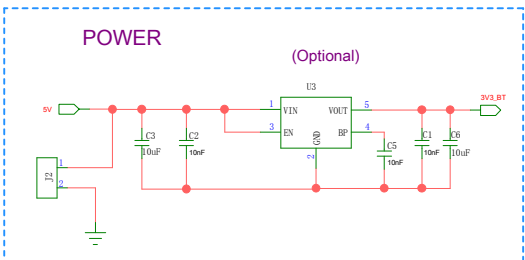 POWER
(Optional)
U3
5V
1 VIN VOUT 5
3V3_BT
3 EN BP 4
GND
2
C3
10uF
C2
10nF
C5
10nF
C1
10nF
C6
10uF
J2
1
2